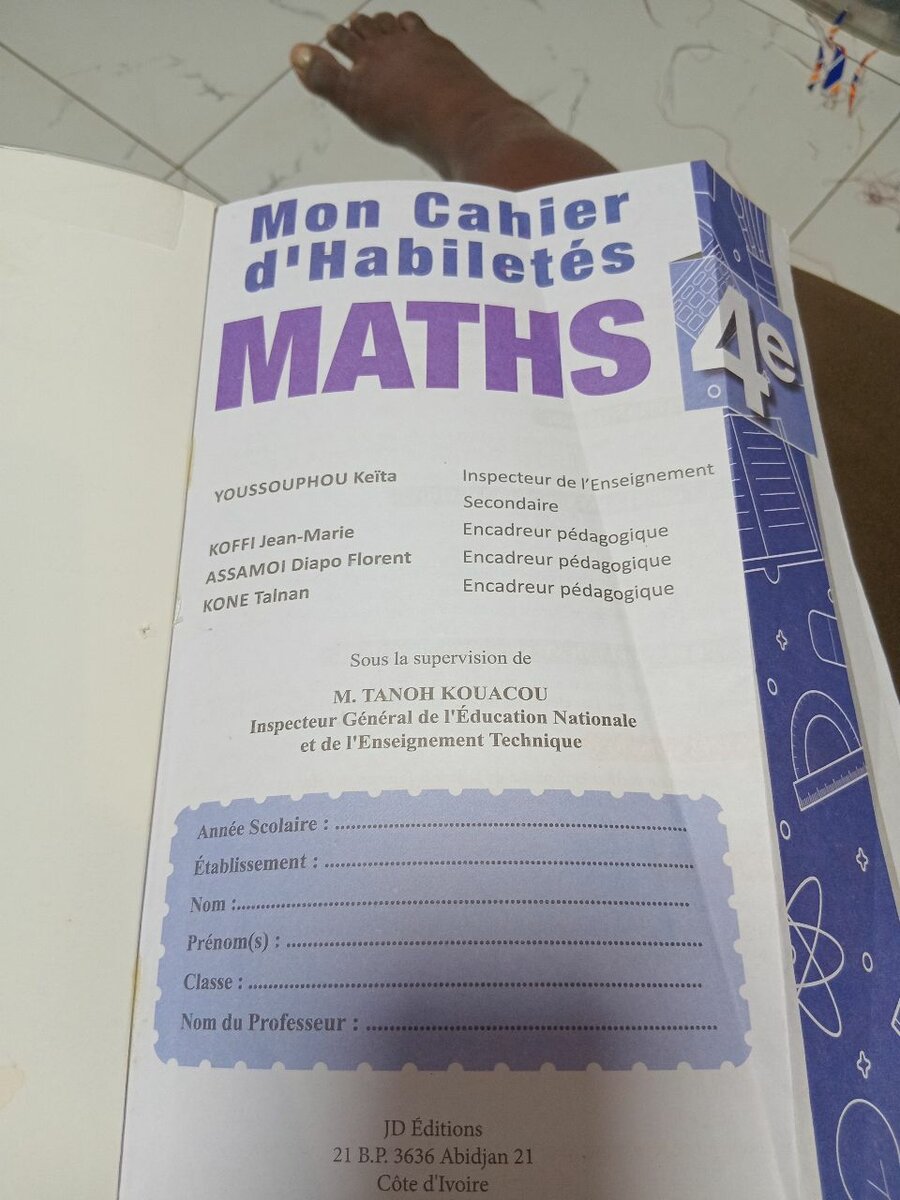 Mon Cahier
d'Habiletés
MATHS
4e
YOUSSOUPHOU Keïta Inspecteur de l'Enseignement
Secondaire
KOFFI Jean-Marie Encadreur pédagogique
ASSAMOI Diapo Florent Encadreur pédagogique
KONE Talnan Encadreur pédagogique
Sous la supervision de
M. TANOH KOUACOU
Inspecteur Général de l'Éducation Nationale
et de l'Enseignement Technique
Année Scolaire : ............................................................
Établissement : ............................................................
Nom :............................................................
Prénom(s) : ............................................................
Classe : ............................................................
Nom du Professeur : ............................................................
JD Éditions
21 B.P. 3636 Abidjan 21
Côte d'Ivoire